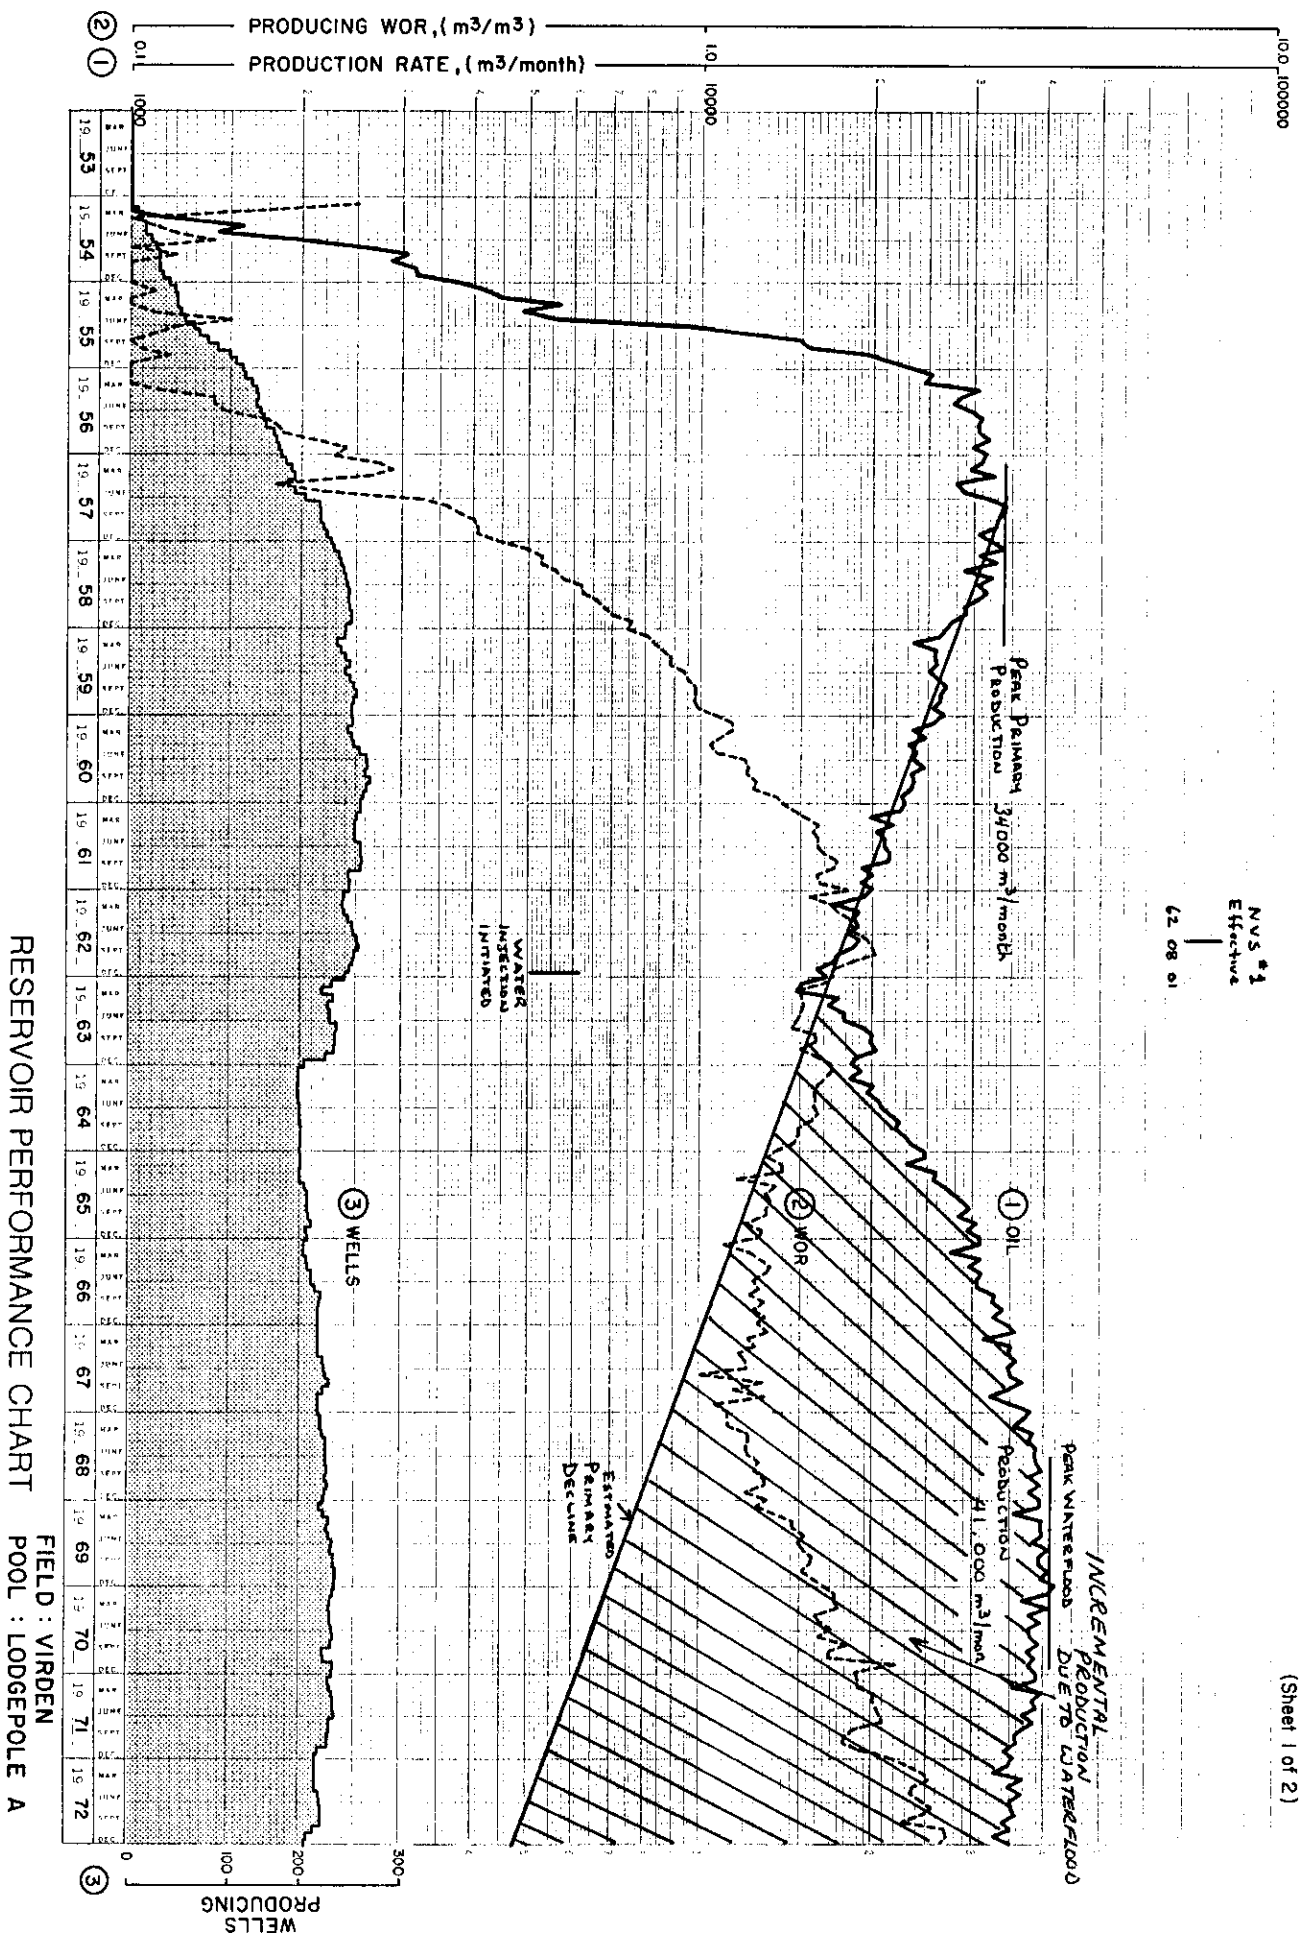 (Sheet 1 of 2)
10.0 100000
② PRODUCING WOR, (m3/m3)
① PRODUCTION RATE, (m3/month)
0.1
1000
1.0
10000
NVS #1
Effective
62 08 01
PEAK PRIMARY
PRODUCTION 34000 m³/month
INCREMENTAL
PRODUCTION
DUE TO WATERFLOOD
PEAK WATERFLOOD
PRODUCTION
41,000 m³/mon
① OIL
② WOR
WATER
INJECTION
INITIATED
ESTIMATED
PRIMARY
DECLINE
③ WELLS
300
200
100
0
WELLS
PRODUCING
③
MAR JUNE SEPT DEC
19 53 19 54 19 55 19 56 19 57 19 58 19 59 19 60 19 61 19 62 19 63 19 64 19 65 19 66 19 67 19 68 19 69 19 70 19 71 19 72
RESERVOIR PERFORMANCE CHART
FIELD : VIRDEN
POOL : LODGEPOLE A